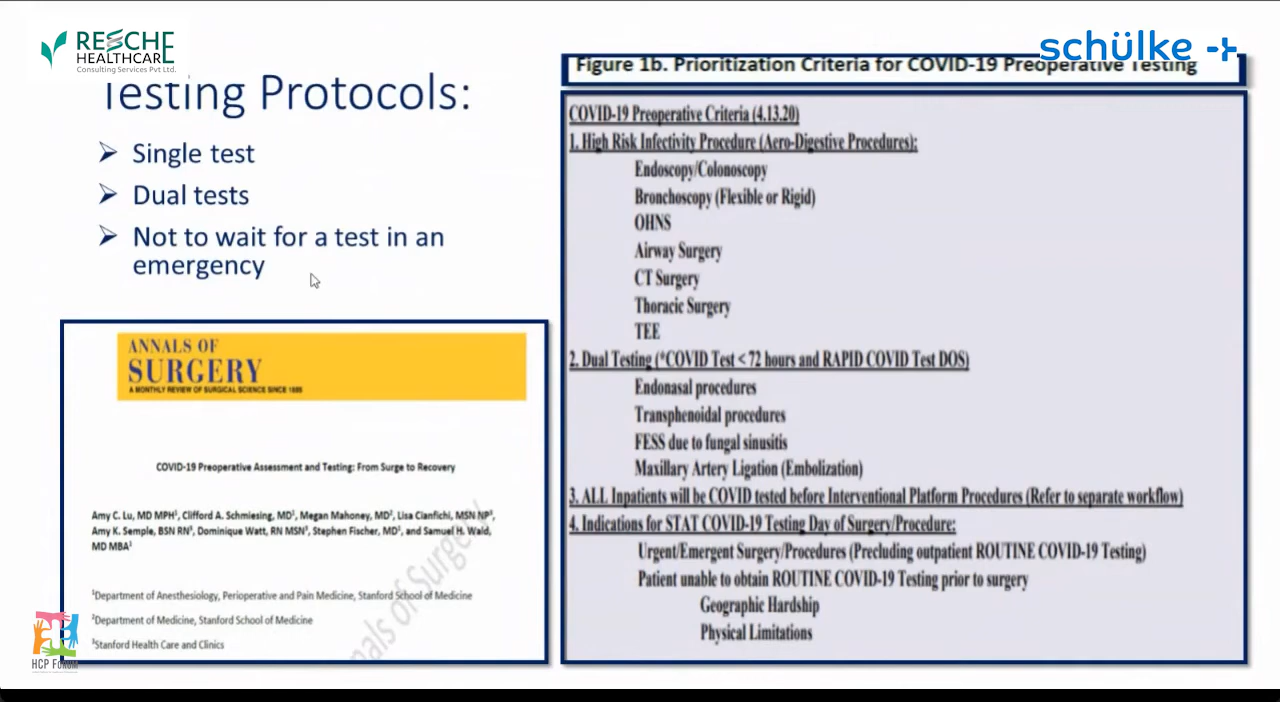 RESCHE
HEALTHCARE
Consulting Services Pvt Ltd.
schülke
Testing Protocols:
➤ Single test
➤ Dual tests
➤ Not to wait for a test in an
emergency
ANNALS OF
SURGERY
A MONTHLY REVIEW OF SURGICAL SCIENCE SINCE 1885
COVID-19 Preoperative Assessment and Testing: From Surge to Recovery
Amy C. Lu, MD MPH¹, Clifford A. Schmiesing, MD¹, Megan Mahoney, MD², Lisa Cianfichi, MSN NP³,
Amy K. Semple, BSN RN³, Dominique Watt, RN MSN³, Stephen Fischer, MD¹, and Samuel H. Wald,
MD MBA¹
¹Department of Anesthesiology, Perioperative and Pain Medicine, Stanford School of Medicine
²Department of Medicine, Stanford School of Medicine
³Stanford Health Care and Clinics
nals of Surgery
HCP FORUM
Figure 1b. Prioritization Criteria for COVID-19 Preoperative Testing
COVID-19 Preoperative Criteria (4.13.20)
1. High Risk Infectivity Procedure (Aero-Digestive Procedures):
Endoscopy/Colonoscopy
Bronchoscopy (Flexible or Rigid)
OHNS
Airway Surgery
CT Surgery
Thoracic Surgery
TEE
2. Dual Testing (*COVID Test < 72 hours and RAPID COVID Test DOS)
Endonasal procedures
Transphenoidal procedures
FESS due to fungal sinusitis
Maxillary Artery Ligation (Embolization)
3. ALL Inpatients will be COVID tested before Interventional Platform Procedures (Refer to separate workflow)
4. Indications for STAT COVID-19 Testing Day of Surgery/Procedure:
Urgent/Emergent Surgery/Procedures (Precluding outpatient ROUTINE COVID-19 Testing)
Patient unable to obtain ROUTINE COVID-19 Testing prior to surgery
Geographic Hardship
Physical Limitations